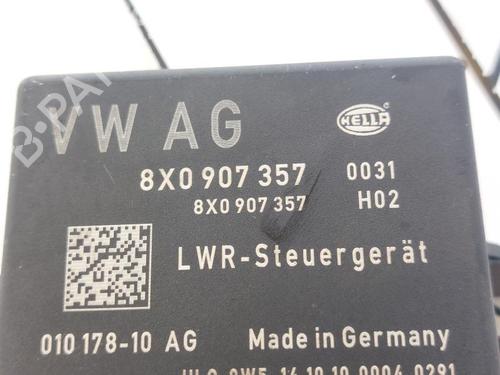 VW AG
HELLA
8X0 907 357 0031
8X0 907 357 H02
LWR-Steuergerät
010 178-10 AG Made in Germany
B-PARTS